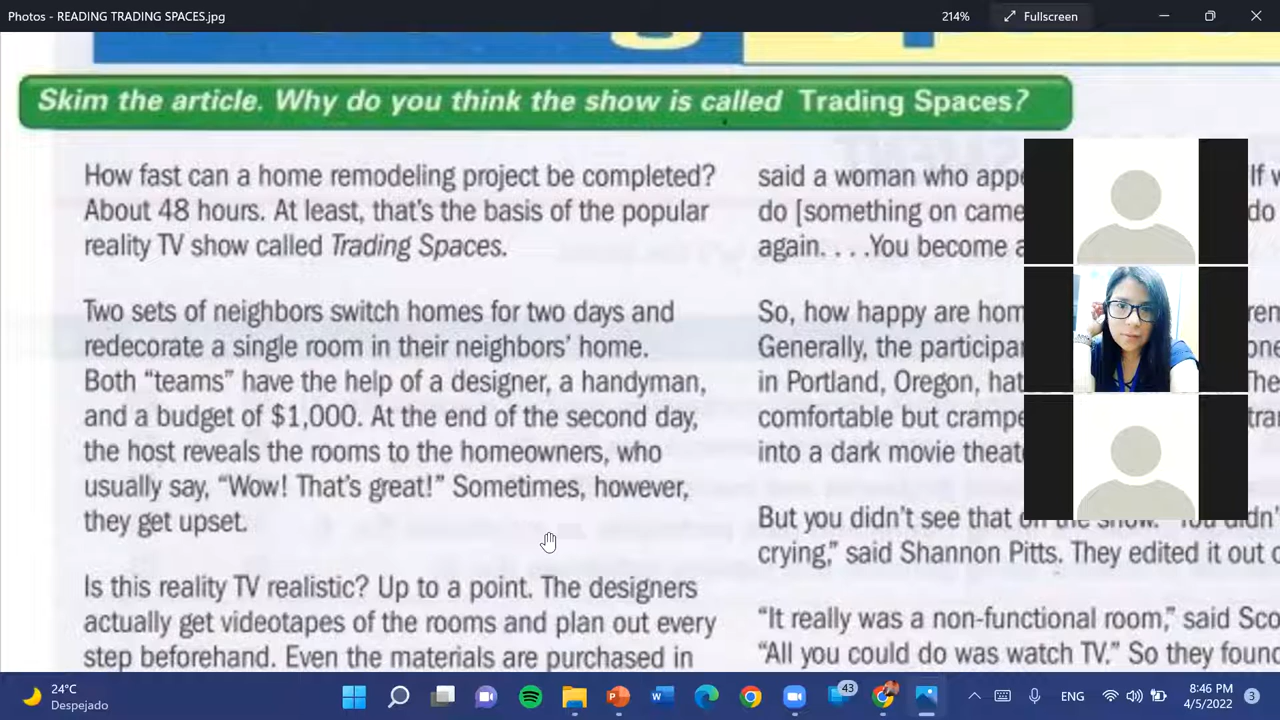 Photos - READING TRADING SPACES.jpg
214%
Fullscreen
Skim the article. Why do you think the show is called Trading Spaces?
How fast can a home remodeling project be completed?
About 48 hours. At least, that's the basis of the popular
reality TV show called Trading Spaces.
Two sets of neighbors switch homes for two days and
redecorate a single room in their neighbors' home.
Both “teams” have the help of a designer, a handyman,
and a budget of $1,000. At the end of the second day,
the host reveals the rooms to the homeowners, who
usually say, “Wow! That's great!” Sometimes, however,
they get upset.
Is this reality TV realistic? Up to a point. The designers
actually get videotapes of the rooms and plan out every
step beforehand. Even the materials are purchased in
said a woman who If
do [something on do
again. . . .You become
So, how happy are
Generally, the
in Portland, Oregon,
comfortable but
into a dark movie
But you didn't see that on the show. “You didn't
crying,” said Shannon Pitts. They edited it out
“It really was a non-functional room,” said
“All you could do was watch TV.” So they
24°C
Despejado
43
ENG
8:46 PM
4/5/2022
3